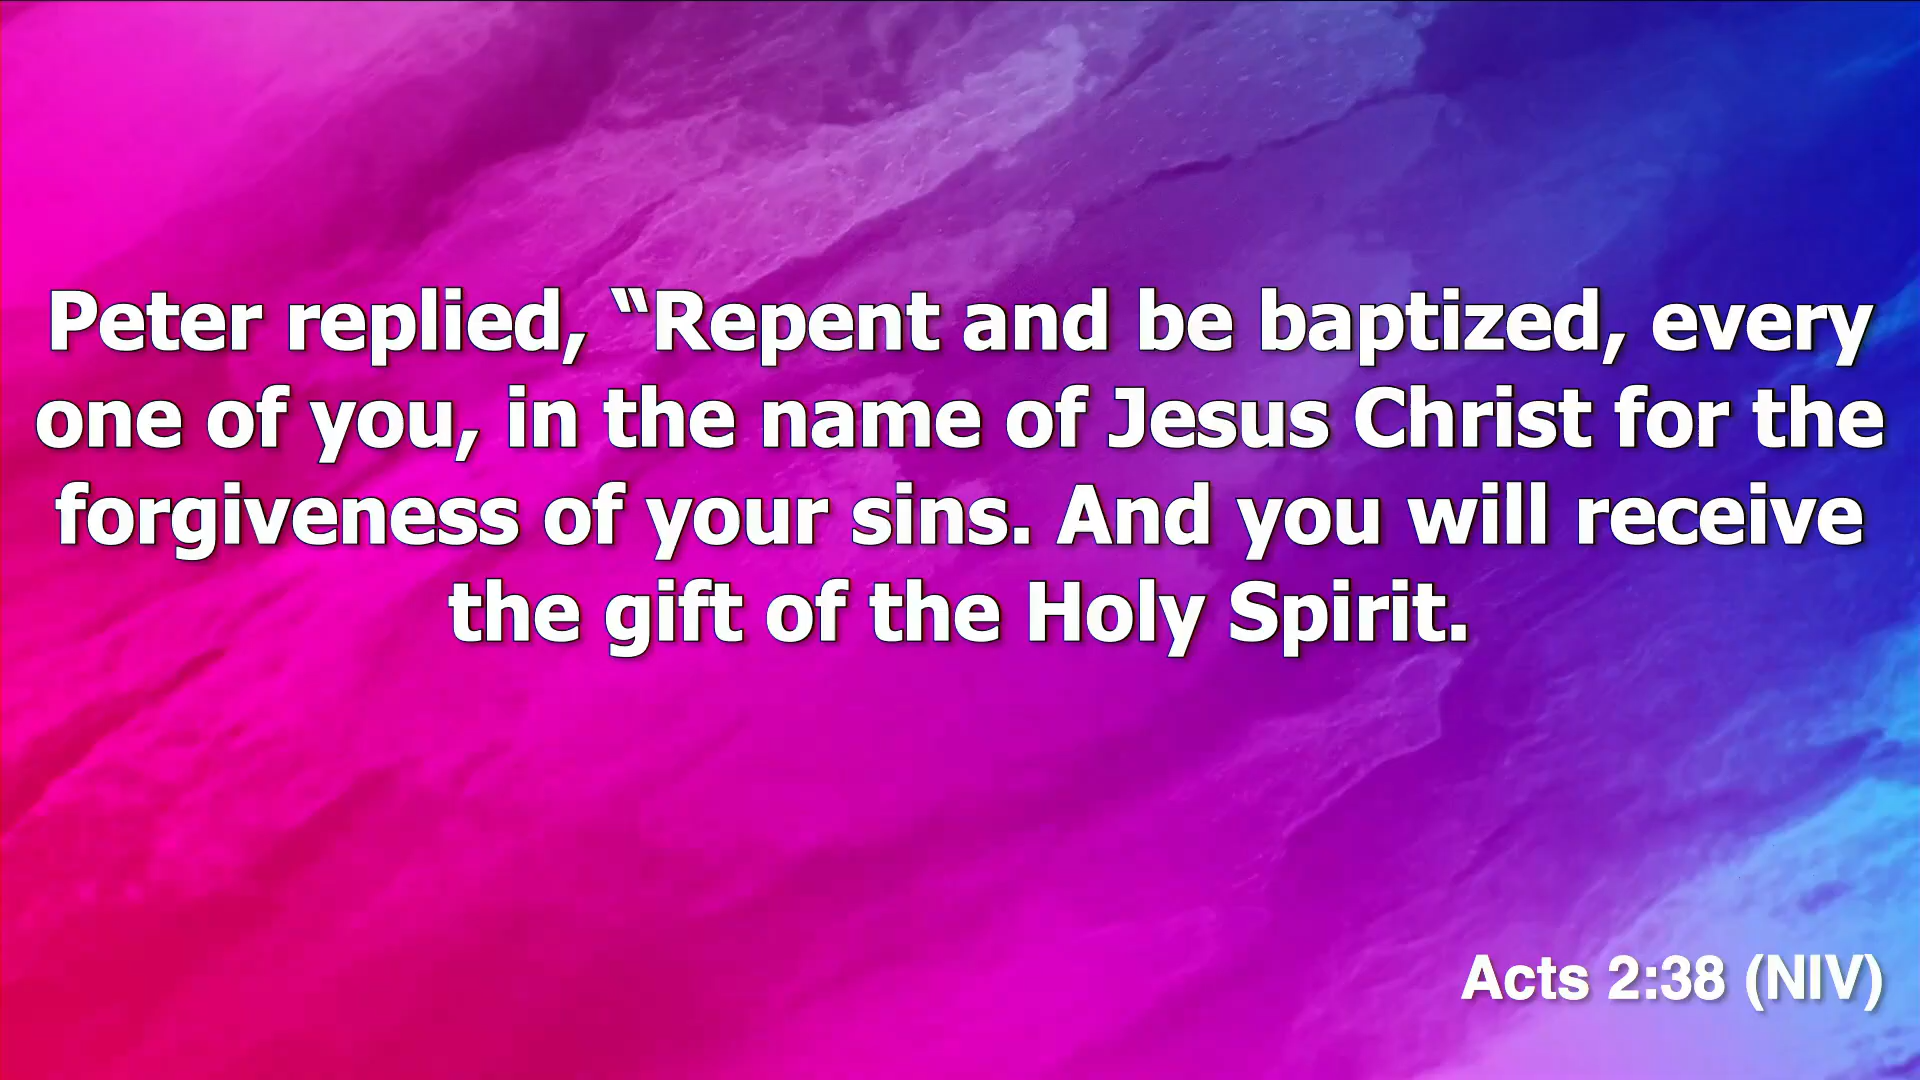 Peter replied, “Repent and be baptized, every
one of you, in the name of Jesus Christ for the
forgiveness of your sins. And you will receive
the gift of the Holy Spirit.
Acts 2:38 (NIV)